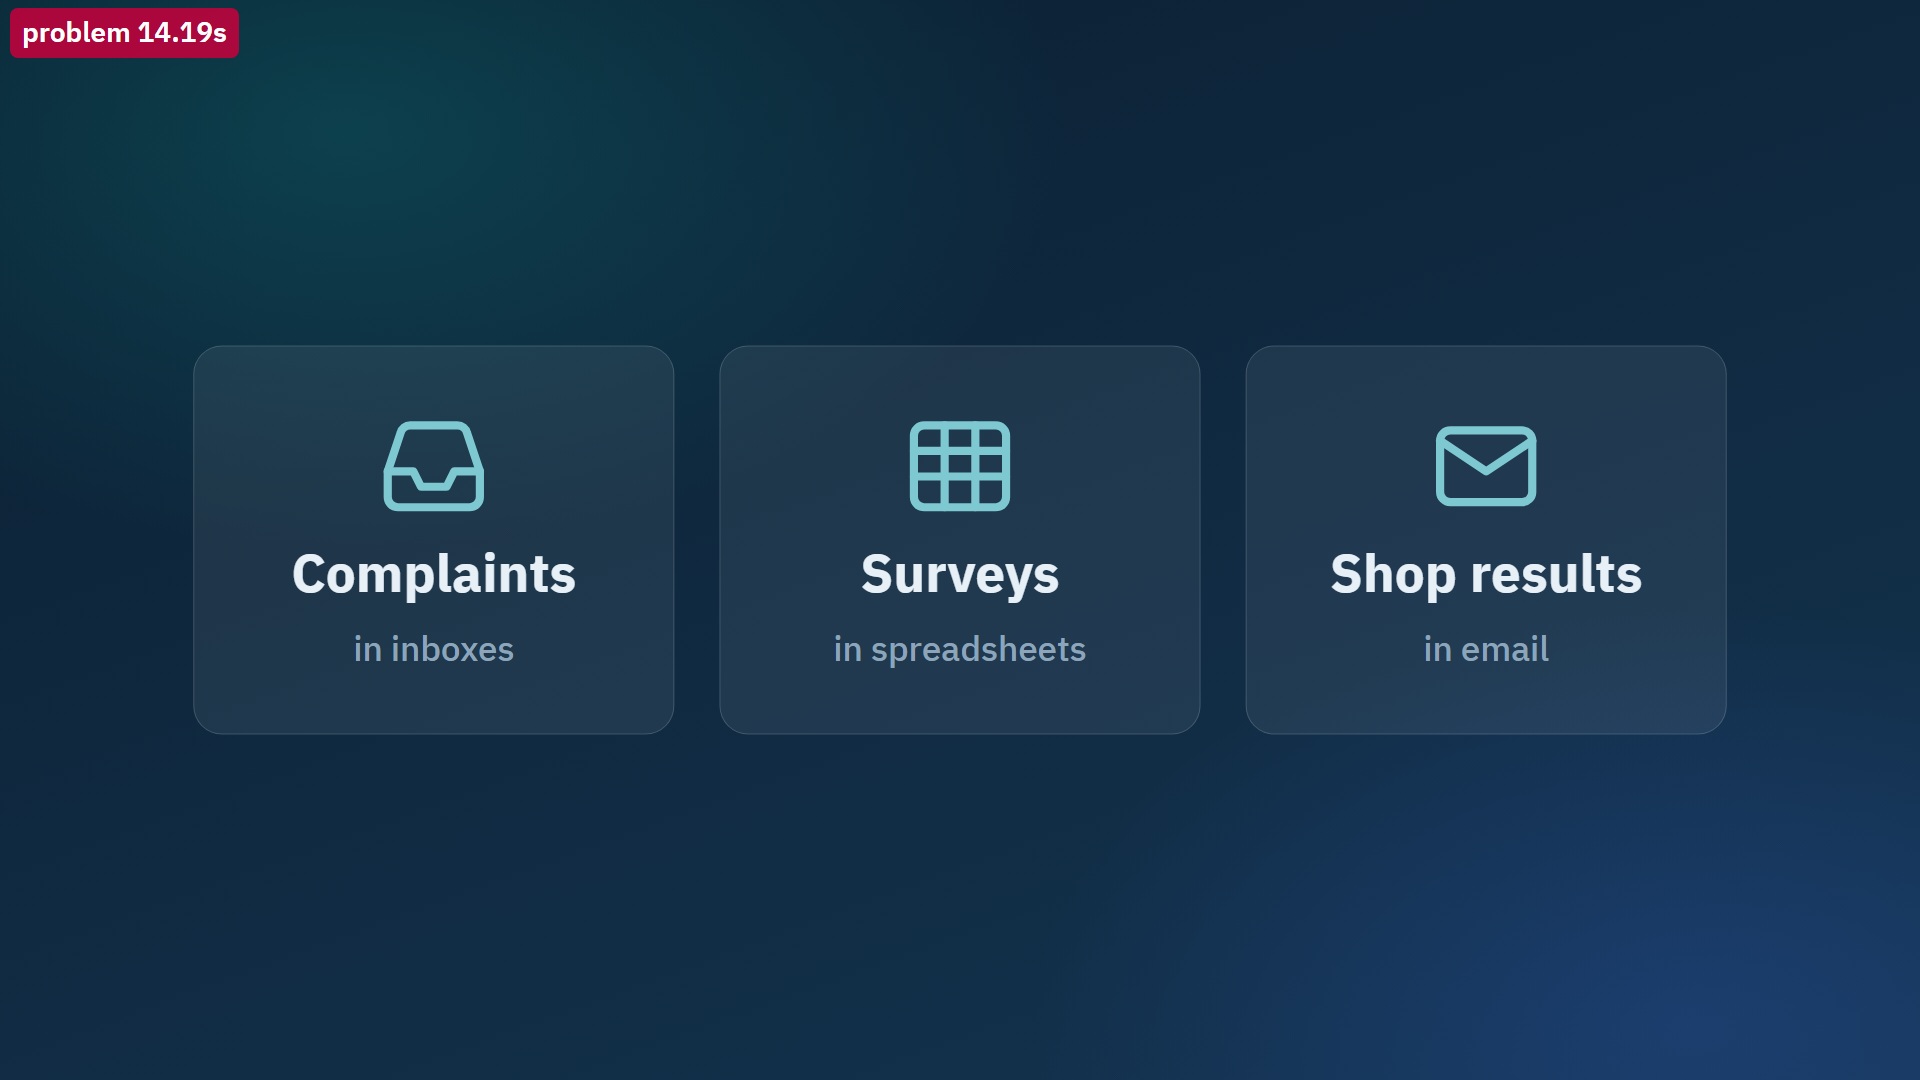 problem 14.19s
Complaints
in inboxes
Surveys
in spreadsheets
Shop results
in email